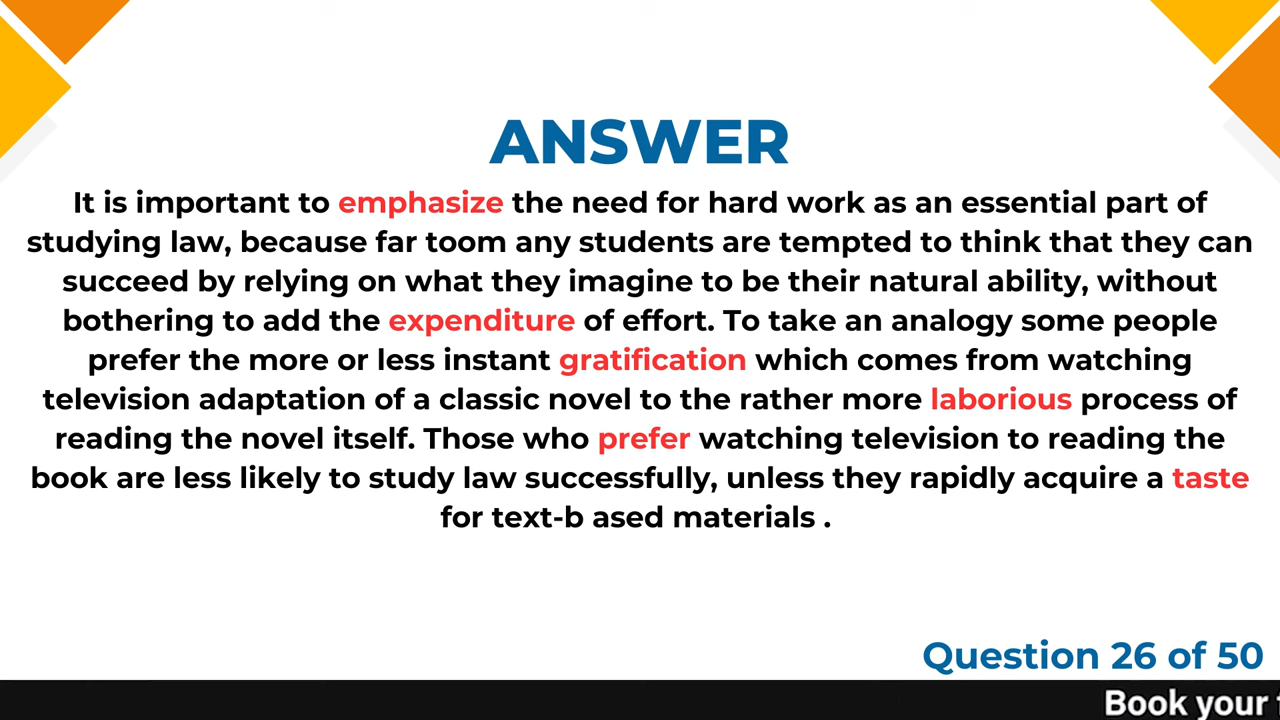 ANSWER
It is important to emphasize the need for hard work as an essential part of
studying law, because far toom any students are tempted to think that they can
succeed by relying on what they imagine to be their natural ability, without
bothering to add the expenditure of effort. To take an analogy some people
prefer the more or less instant gratification which comes from watching
television adaptation of a classic novel to the rather more laborious process of
reading the novel itself. Those who prefer watching television to reading the
book are less likely to study law successfully, unless they rapidly acquire a taste
for text-b ased materials .
Question 26 of 50
Book your